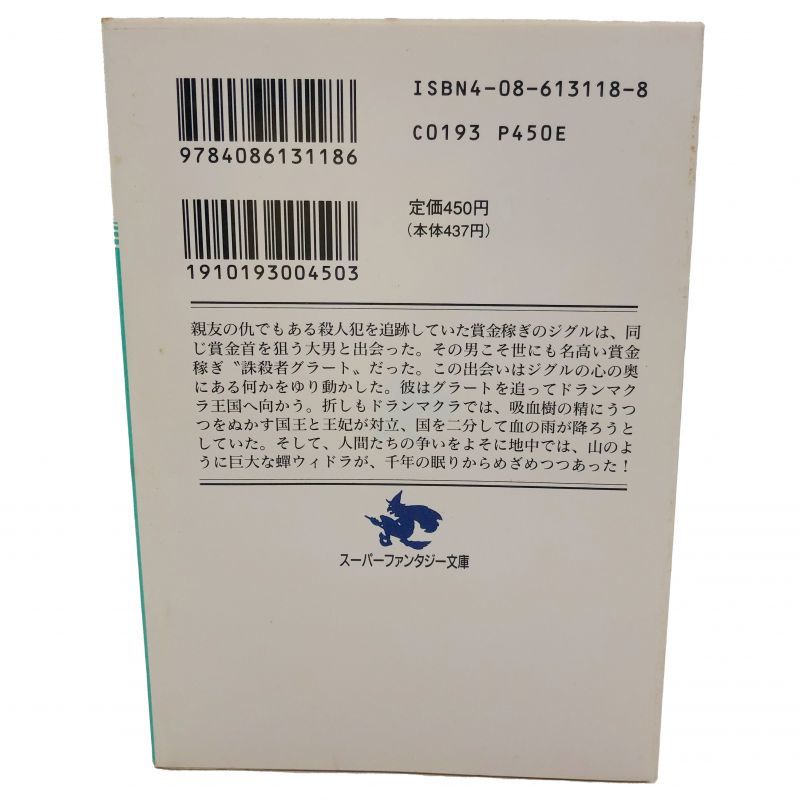 ISBN4-08-613118-8
C0193 P450E
9784086131186
定価450円
(本体437円)
1910193004503
親友の仇でもある殺人犯を追跡していた賞金稼ぎのジグルは、同
じ賞金首を狙う大男と出会った。その男こそ世にも名高い賞金
稼ぎ〝誅殺者グラート〟だった。この出会いはジグルの心の奥
にある何かをゆり動かした。彼はグラートを追ってドランマク
ラ王国へ向かう。折しもドランマクラでは、吸血樹の精にうつ
つをぬかす国王と王妃が対立、国を二分して血の雨が降ろうと
していた。そして、人間たちの争いをよそに地中では、山のよ
うに巨大な蟬ウィドラが、千年の眠りからめざめつつあった!
スーパーファンタジー文庫